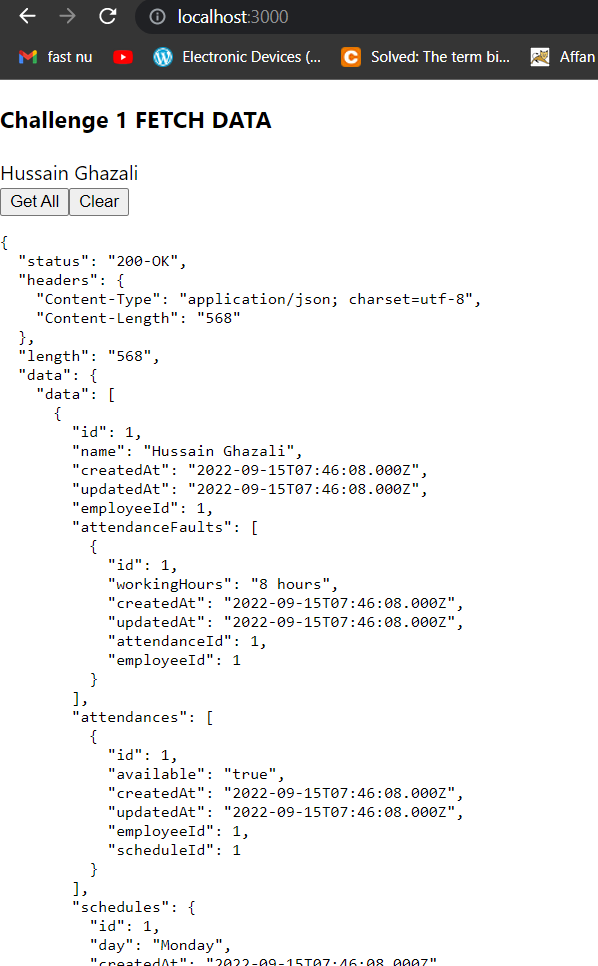 localhost:3000
fast nu Electronic Devices (... Solved: The term bi... Affan
Challenge 1 FETCH DATA
Hussain Ghazali
Get All Clear
{
"status": "200-OK",
"headers": {
"Content-Type": "application/json; charset=utf-8",
"Content-Length": "568"
},
"length": "568",
"data": {
"data": [
{
"id": 1,
"name": "Hussain Ghazali",
"createdAt": "2022-09-15T07:46:08.000Z",
"updatedAt": "2022-09-15T07:46:08.000Z",
"employeeId": 1,
"attendanceFaults": [
{
"id": 1,
"workingHours": "8 hours",
"createdAt": "2022-09-15T07:46:08.000Z",
"updatedAt": "2022-09-15T07:46:08.000Z",
"attendanceId": 1,
"employeeId": 1
}
],
"attendances": [
{
"id": 1,
"available": "true",
"createdAt": "2022-09-15T07:46:08.000Z",
"updatedAt": "2022-09-15T07:46:08.000Z",
"employeeId": 1,
"scheduleId": 1
}
],
"schedules": {
"id": 1,
"day": "Monday",
"createdAt": "2022-09-15T07:46:08.000Z"